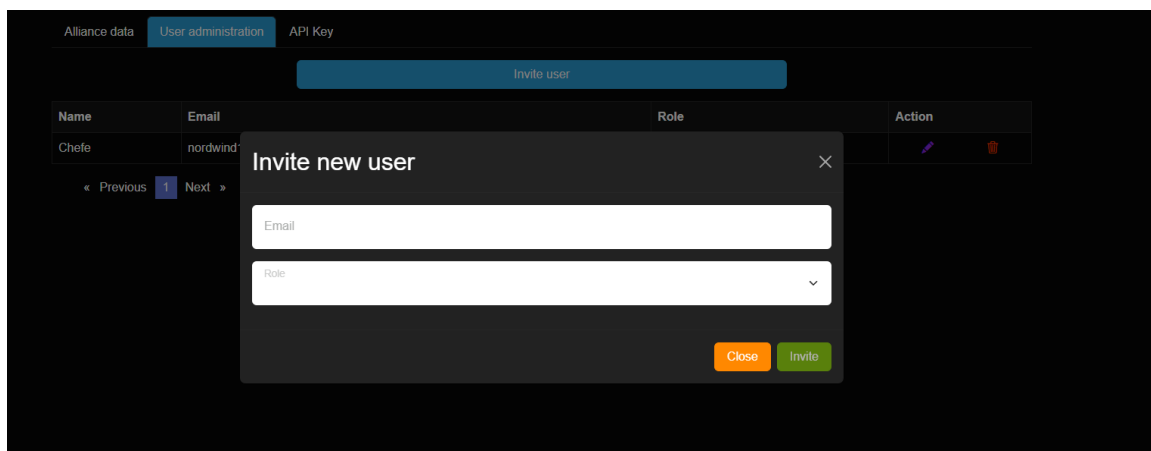 Alliance data User administration API Key
Invite user
Name Email Role Action
Chefe
Invite new user
« Previous 1 Next »
Email
Role
Close Invite